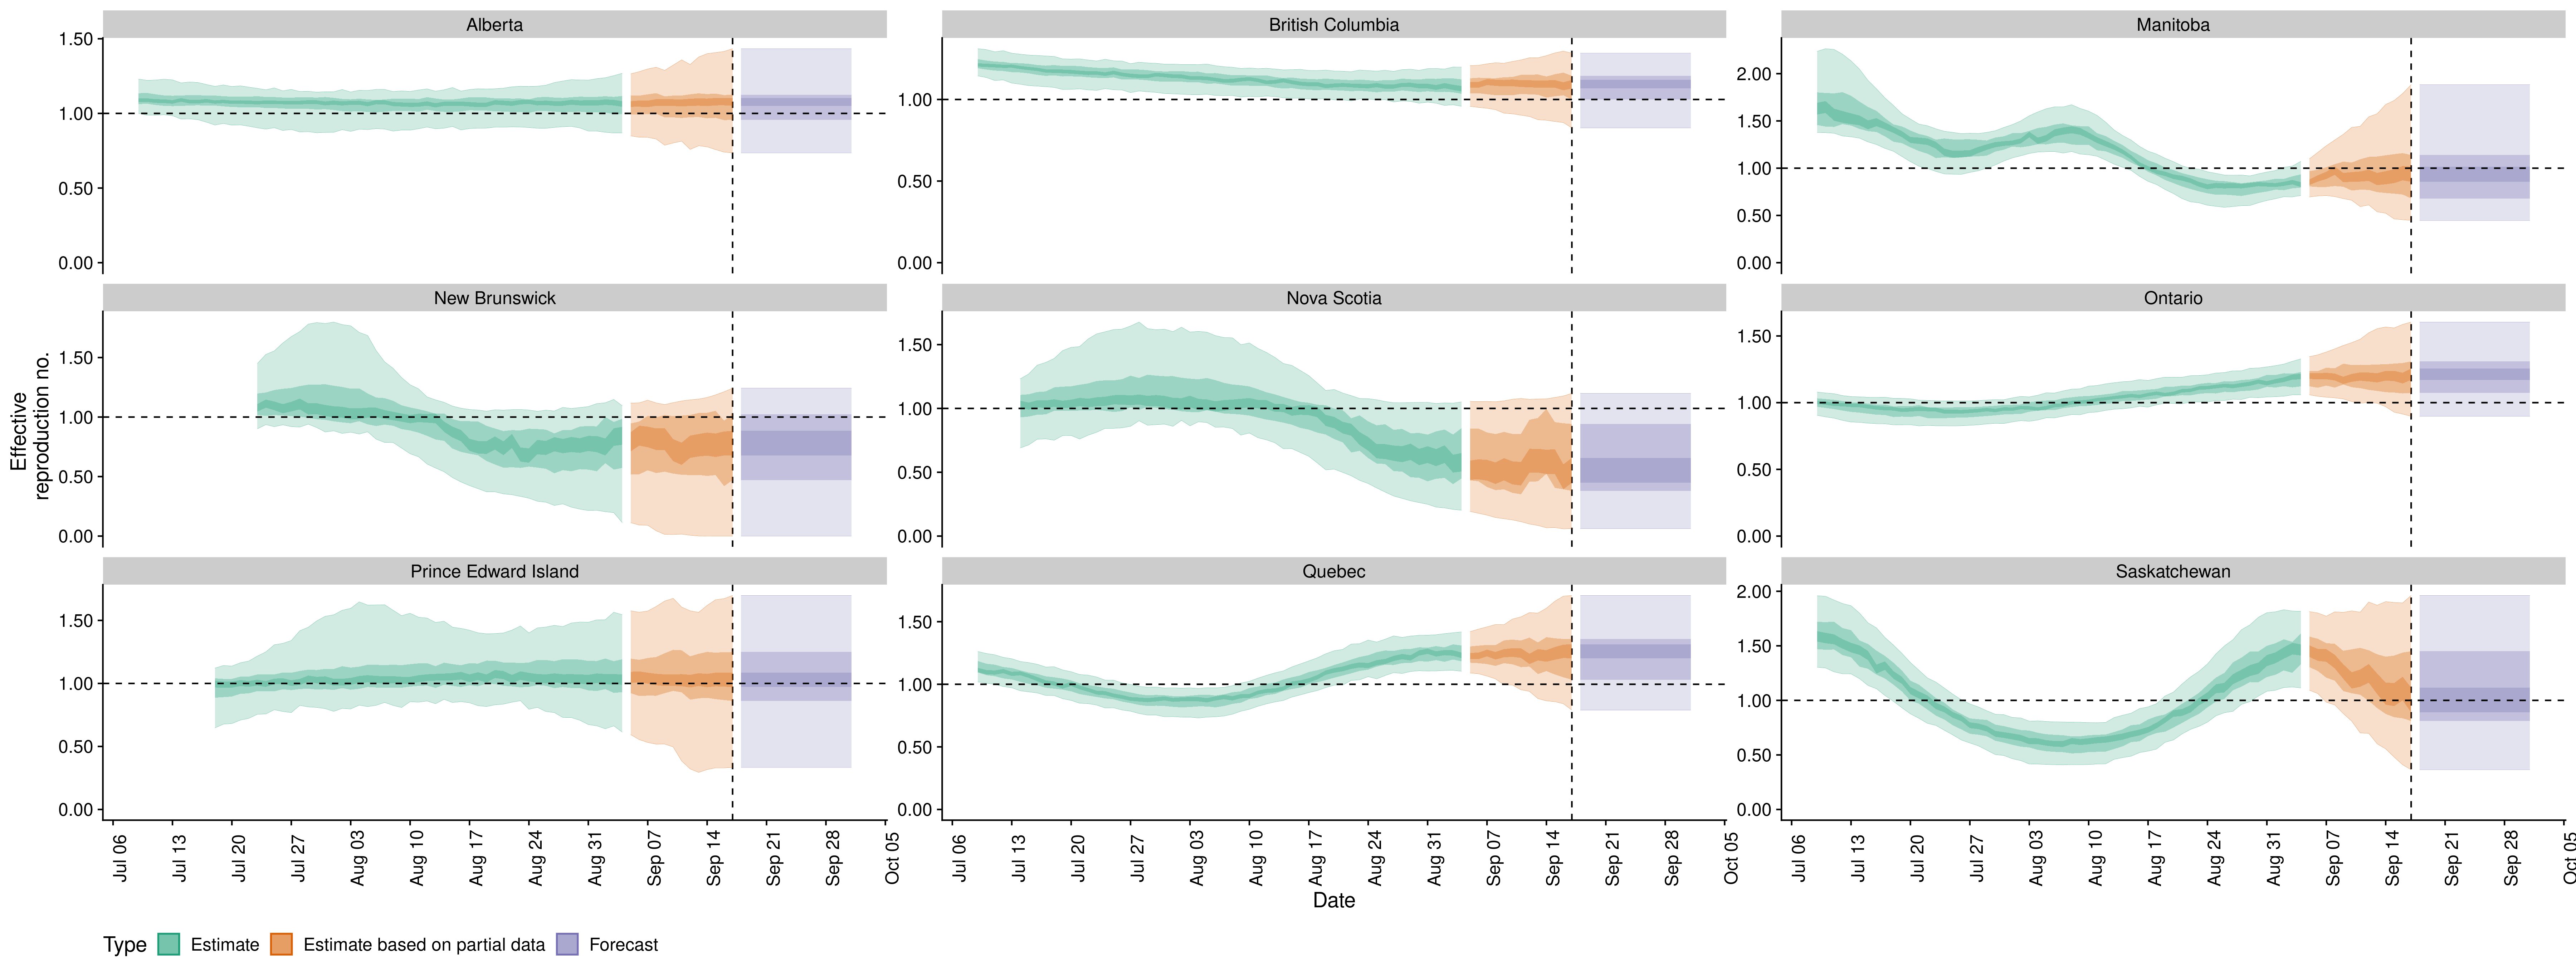 Alberta
British Columbia
Manitoba
1.50
1.00
0.50
0.00
1.00
0.50
0.00
2.00
1.50
1.00
0.50
0.00
New Brunswick
Nova Scotia
Ontario
1.50
1.00
0.50
0.00
1.50
1.00
0.50
0.00
1.50
1.00
0.50
0.00
Effective
reproduction no.
Prince Edward Island
Quebec
Saskatchewan
1.50
1.00
0.50
0.00
1.50
1.00
0.50
0.00
2.00
1.50
1.00
0.50
0.00
Jul 06
Jul 13
Jul 20
Jul 27
Aug 03
Aug 10
Aug 17
Aug 24
Aug 31
Sep 07
Sep 14
Sep 21
Sep 28
Oct 05
Jul 06
Jul 13
Jul 20
Jul 27
Aug 03
Aug 10
Aug 17
Aug 24
Aug 31
Sep 07
Sep 14
Sep 21
Sep 28
Oct 05
Jul 06
Jul 13
Jul 20
Jul 27
Aug 03
Aug 10
Aug 17
Aug 24
Aug 31
Sep 07
Sep 14
Sep 21
Sep 28
Oct 05
Date
Type Estimate Estimate based on partial data Forecast